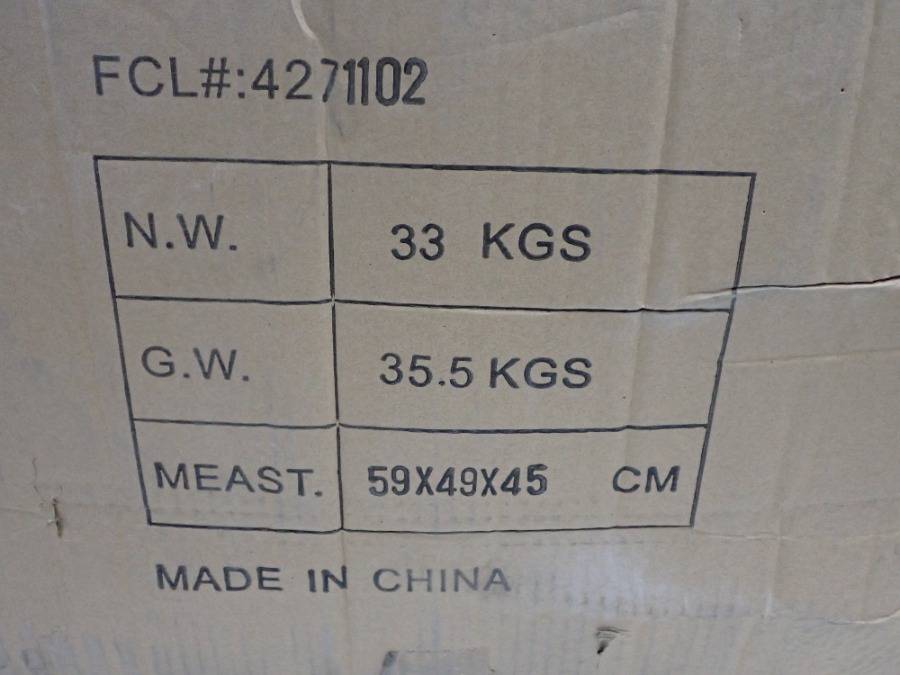 FCL#:4271102
N.W. 33 KGS
G.W. 35.5 KGS
MEAST. 59X49X45 CM
MADE IN CHINA